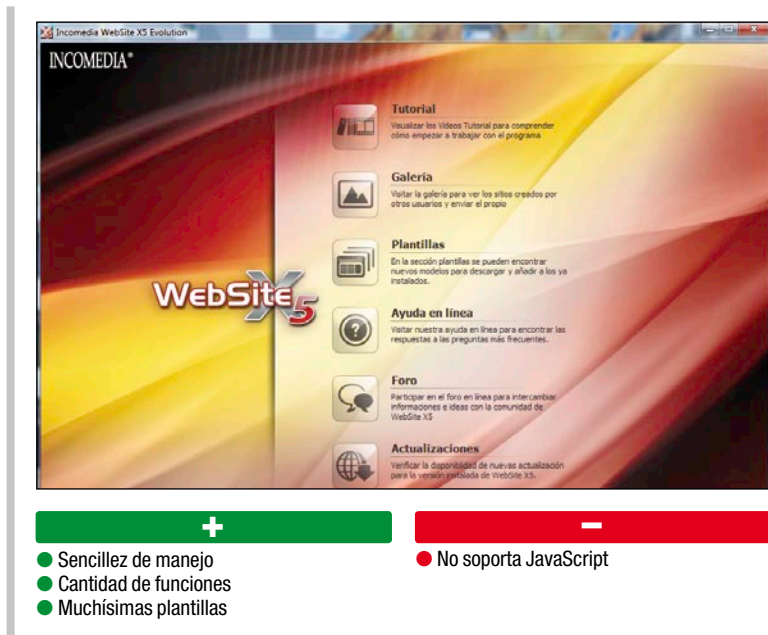 Incomedia WebSite X5 Evolution
INCOMEDIA®
Tutorial
Visualizar los Vídeos Tutorial para comprender
cómo empezar a trabajar con el programa
Galería
Visitar la galería para ver los sitios creados por
otros usuarios y enviar el propio
Plantillas
En la sección plantillas se pueden encontrar
nuevos modelos para descargar y añadir a los ya
instalados.
WebSite X5
Ayuda en línea
Visitar nuestra ayuda en línea para encontrar las
respuestas a las preguntas más frecuentes.
Foro
Participar en el foro en línea para intercambiar
informaciones e ideas con la comunidad de
WebSite X5
Actualizaciones
Verificar la disponibilidad de nuevas actualización
para la versión instalada de WebSite X5.
+
● Sencillez de manejo
● Cantidad de funciones
● Muchísimas plantillas
−
● No soporta JavaScript